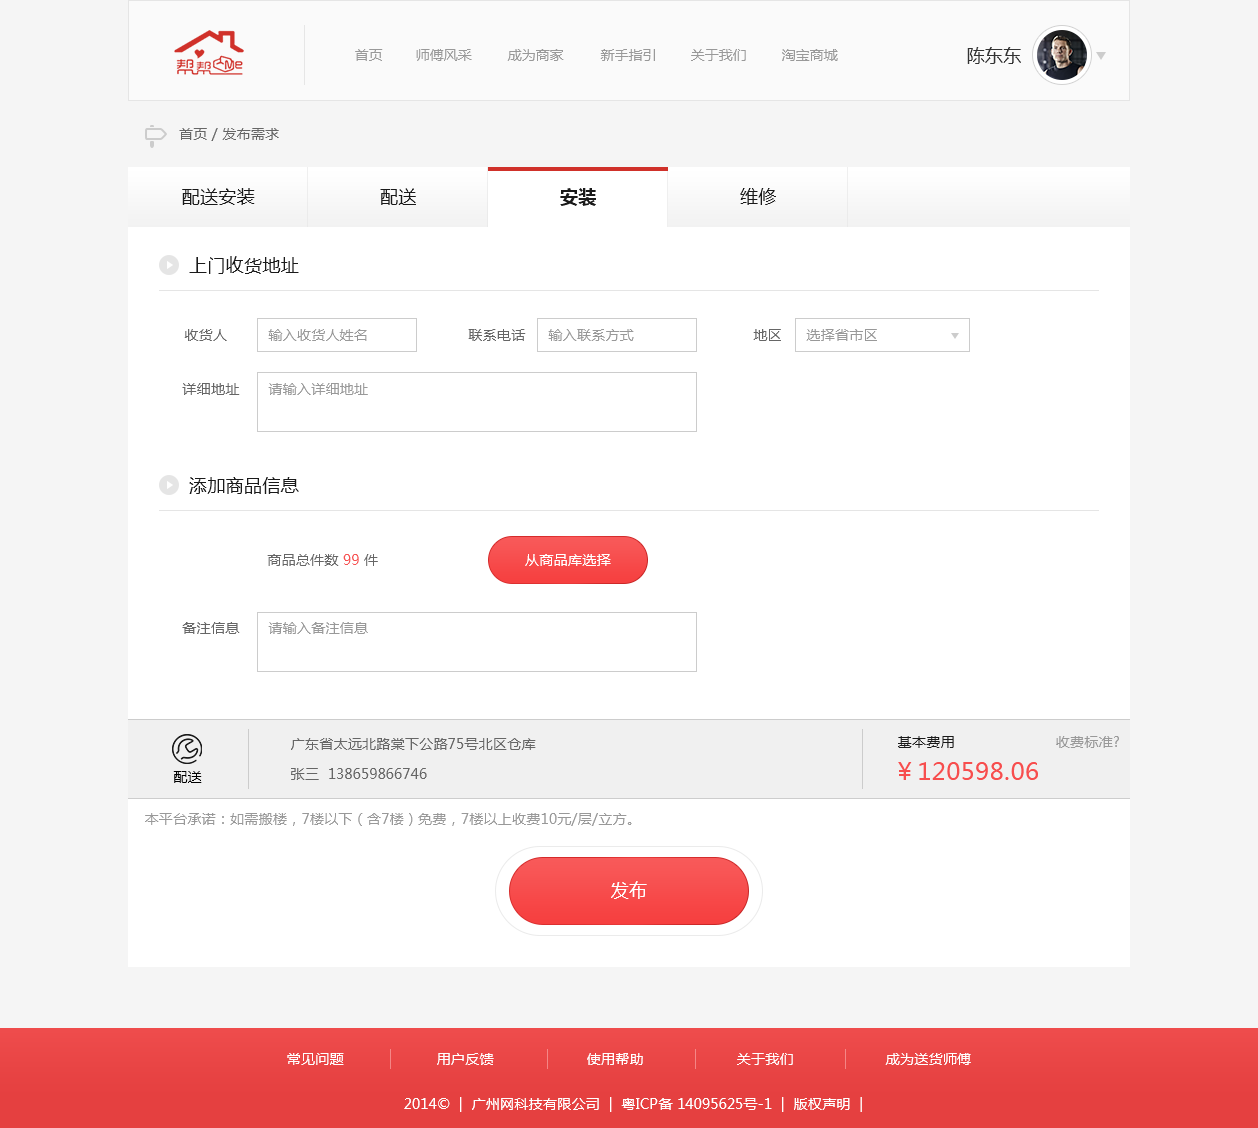 帮帮Me
首页 师傅风采 成为商家 新手指引 关于我们 淘宝商城 陈东东
首页 / 发布需求
配送安装 配送 安装 维修
上门收货地址
收货人 输入收货人姓名 联系电话 输入联系方式 地区 选择省市区
详细地址 请输入详细地址
添加商品信息
商品总件数 99 件 从商品库选择
备注信息 请输入备注信息
配送
广东省太远北路棠下公路75号北区仓库
张三 138659866746
基本费用 收费标准?
¥ 120598.06
本平台承诺：如需搬楼，7楼以下（含7楼）免费，7楼以上收费10元/层/立方。
发布
常见问题 用户反馈 使用帮助 关于我们 成为送货师傅
2014© | 广州网科技有限公司 | 粤ICP备 14095625号-1 | 版权声明 |